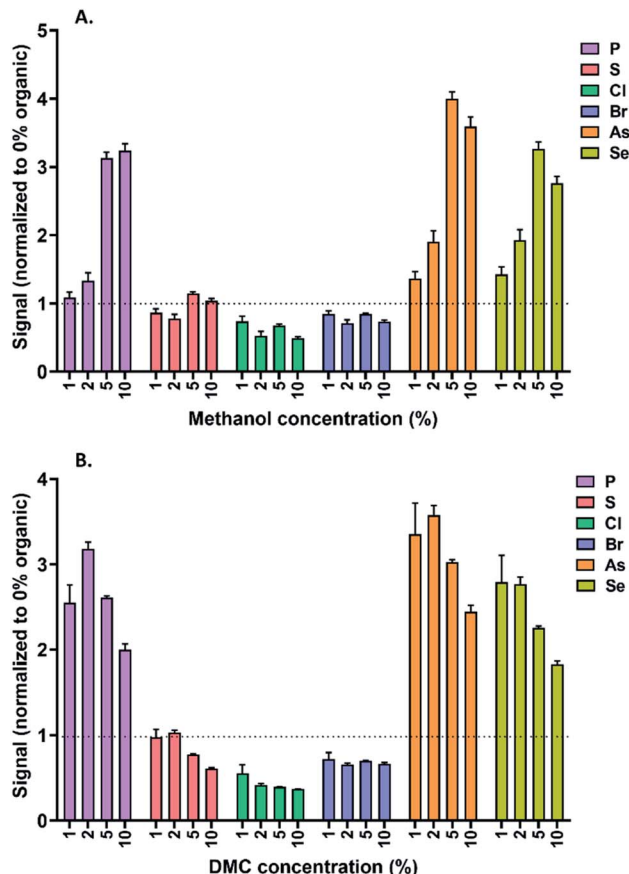 A.
Signal (normalized to 0% organic)
5
4
3
2
1
0
1 2 5 10 1 2 5 10 1 2 5 10 1 2 5 10 1 2 5 10 1 2 5 10
Methanol concentration (%)
P
S
Cl
Br
As
Se
B.
Signal (normalized to 0% organic)
4
3
2
1
0
1 2 5 10 1 2 5 10 1 2 5 10 1 2 5 10 1 2 5 10 1 2 5 10
DMC concentration (%)
P
S
Cl
Br
As
Se